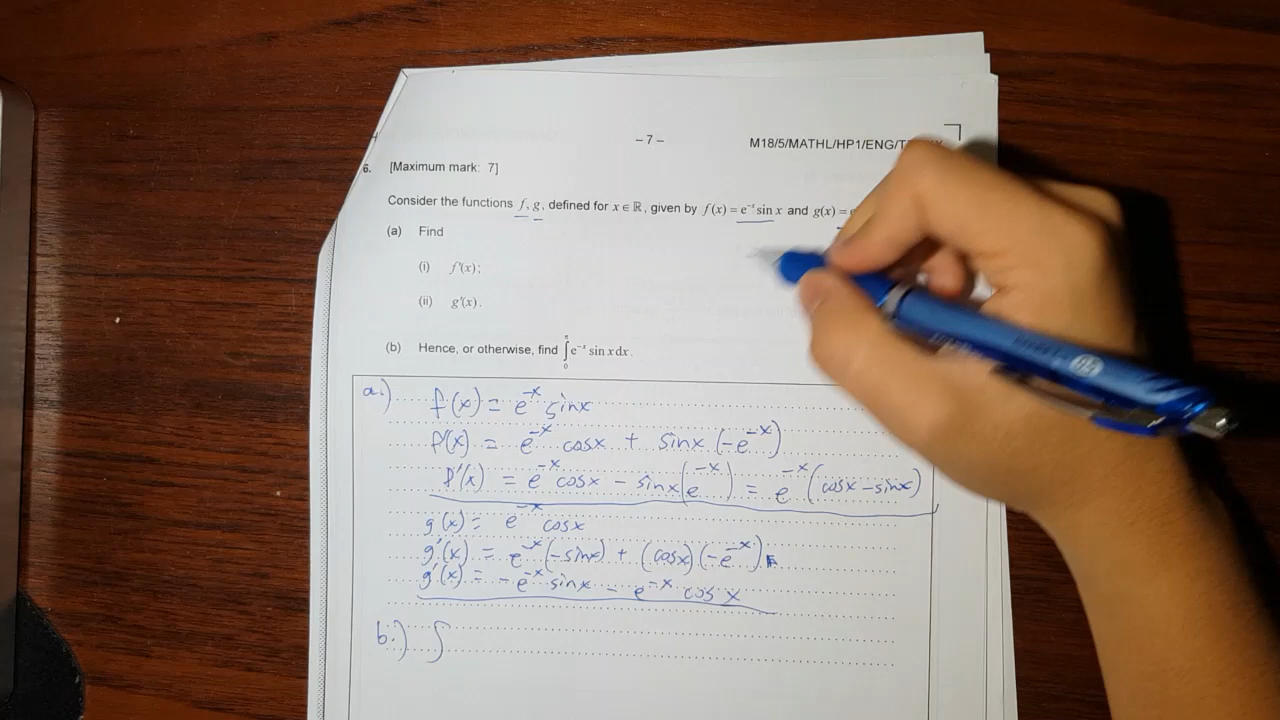 – 7 –
M18/5/MATHL/HP1/ENG/T
6. [Maximum mark: 7]
Consider the functions f, g, defined for x ∈ ℝ, given by f(x) = e⁻ˣ sin x and g(x) =
(a) Find
(i) f′(x);
(ii) g′(x).
(b) Hence, or otherwise, find ∫₀^π e⁻ˣ sin x dx.
a.) f(x) = e⁻ˣ sinx
f'(x) = e⁻ˣ cosx + sinx (-e⁻ˣ)
f'(x) = e⁻ˣ cosx - sinx(e⁻ˣ) = e⁻ˣ (cosx - sinx)
g(x) = e⁻ˣ cosx
g'(x) = e⁻ˣ(-sinx) + (cosx)(-e⁻ˣ)
g'(x) = -e⁻ˣ sinx - e⁻ˣ cos x
b.) ∫